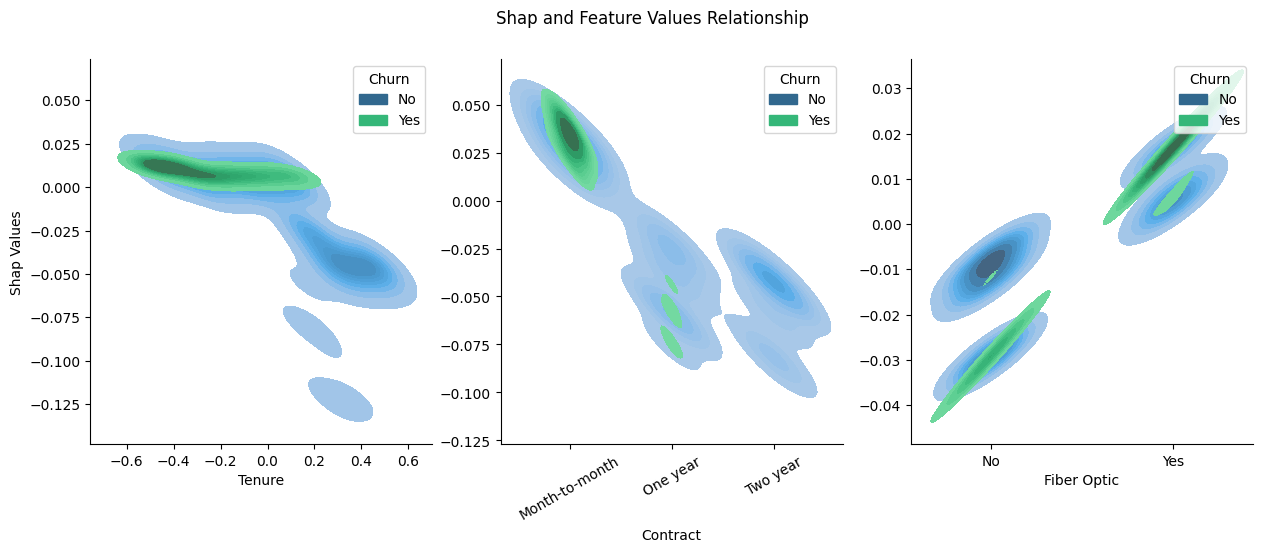 Shap and Feature Values Relationship
Shap Values
0.050
0.025
0.000
−0.025
−0.050
−0.075
−0.100
−0.125
−0.6
−0.4
−0.2
0.0
0.2
0.4
0.6
Tenure
Churn
No
Yes
0.050
0.025
0.000
−0.025
−0.050
−0.075
−0.100
−0.125
Month-to-month
One year
Two year
Contract
Churn
No
Yes
0.03
0.02
0.01
0.00
−0.01
−0.02
−0.03
−0.04
No
Yes
Fiber Optic
Churn
No
Yes